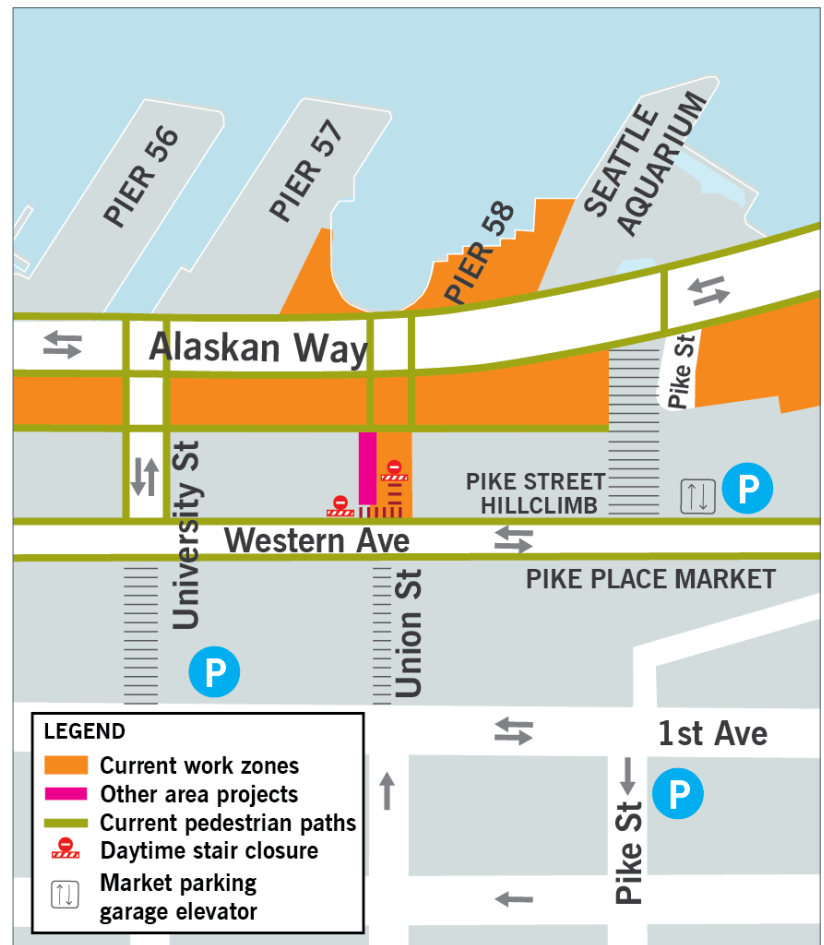 PIER 56
PIER 57
PIER 58
SEATTLE
AQUARIUM
Alaskan Way
Pike St
University St
PIKE STREET
HILLCLIMB
P
Western Ave
PIKE PLACE MARKET
Union St
P
1st Ave
P
Pike St
LEGEND
Current work zones
Other area projects
Current pedestrian paths
Daytime stair closure
Market parking
garage elevator